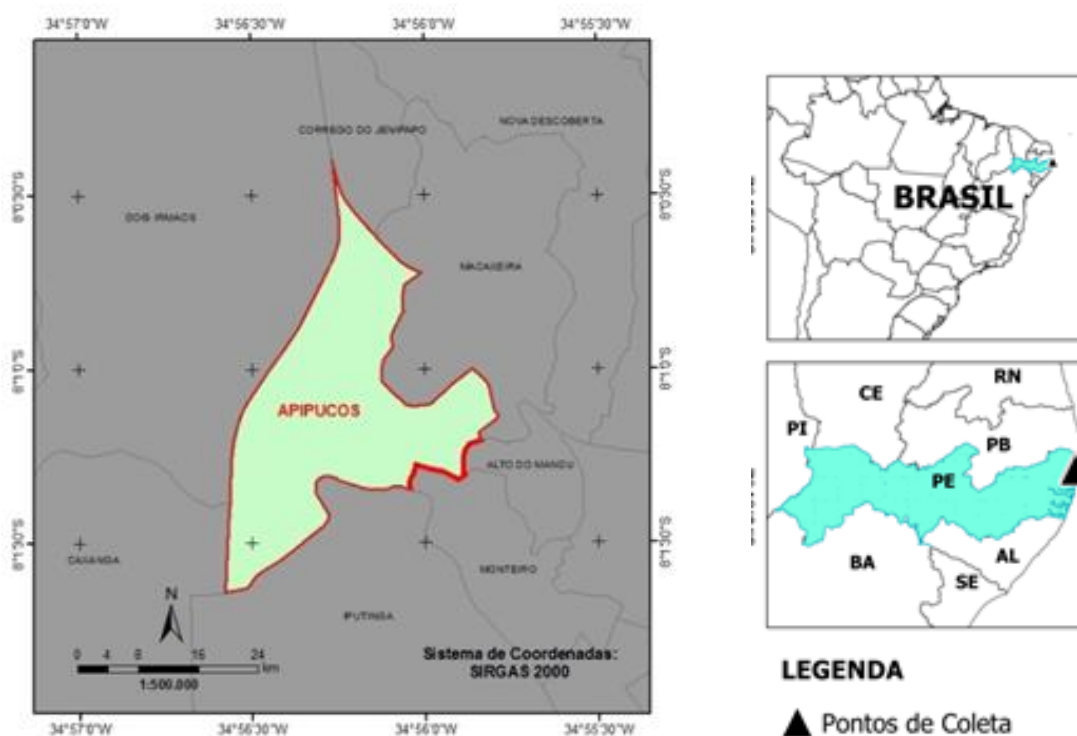 34°57'0"W 34°56'30"W 34°56'0"W 34°55'30"W
NOVA DESCOBERTA
CORREGO DO JENIPAPO
8°0'30"S 8°0'30"S
DOIS IRMAOS
MACAXEIRA
BRASIL
8°1'0"S 8°1'0"S
APIPUCOS
ALTO DO MANDU
8°1'30"S 8°1'30"S
CAXANGA
MONTEIRO
IPUTINGA
N
0 4 8 16 24
km
1:500.000
Sistema de Coordenadas:
SIRGAS 2000
34°57'0"W 34°56'30"W 34°56'0"W 34°55'30"W
RN
CE
PI
PB
PE
BA
AL
SE
LEGENDA
Pontos de Coleta